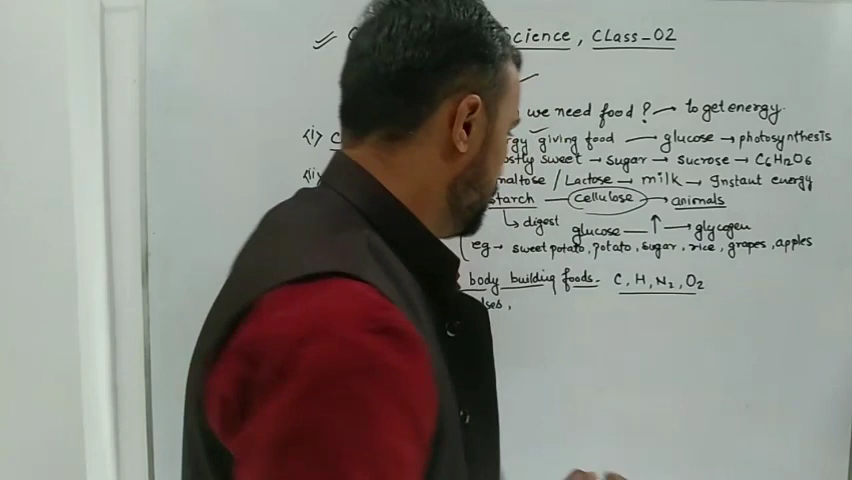 Science, Class-02
we need food? → to get energy.
(i) giving food — glucose → photosynthesis
sweet → sugar → sucrose → C6H12O6
(ii maltose / Lactose → milk → Instant energy
starch — cellulose → animals
↳ digest glucose — ↑ → glycogen
eg → sweet potato, potato, sugar, rice, grapes, apples
body building foods. C, H, N2, O2